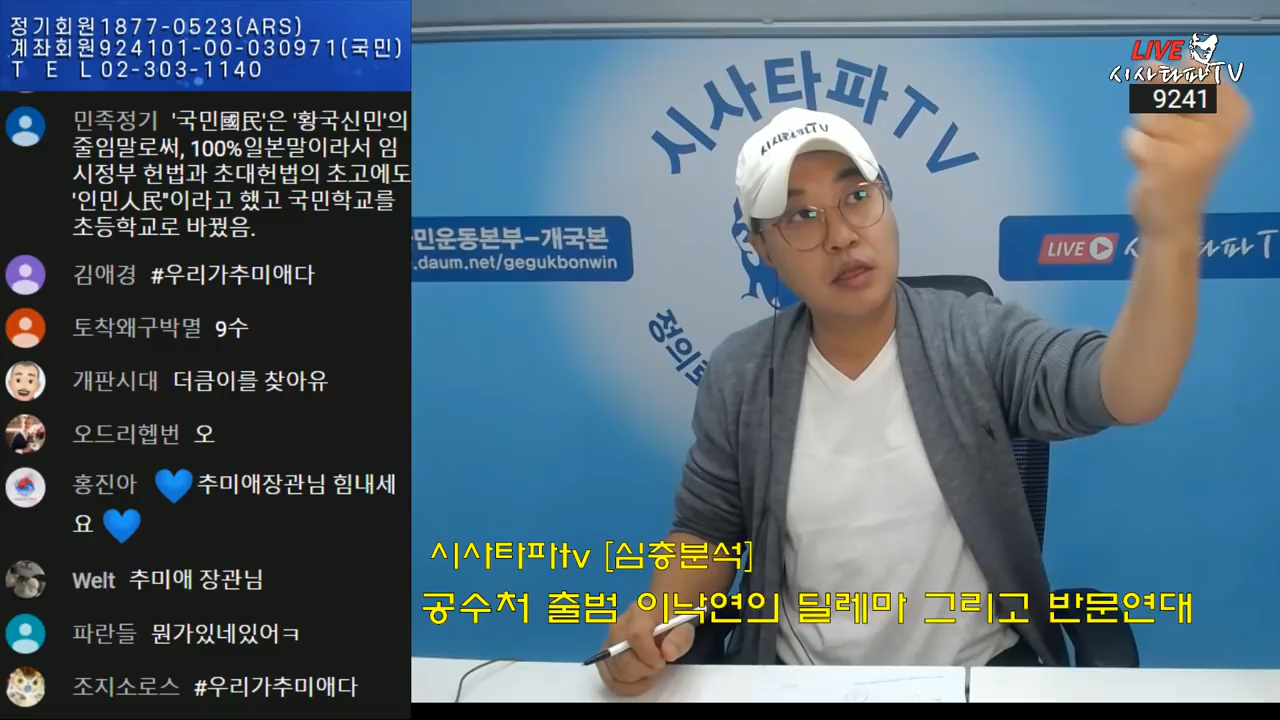 정기회원1877-0523(ARS)
계좌회원924101-00-030971(국민)
T E L 02-303-1140
민족정기 '국민國民'은 '황국신민'의
줄임말로써, 100%일본말이라서 임
시정부 헌법과 초대헌법의 초고에도
'인민人民"이라고 했고 국민학교를
초등학교로 바꿨음.
김애경 #우리가추미애다
토착왜구박멸 9수
개판시대 더큼이를 찾아유
오드리헵번 오
홍진아 💙추미애장관님 힘내세
요💙
Welt 추미애 장관님
파란들 뭔가있네있어ㅋ
조지소로스 #우리가추미애다
LIVE
시사타파TV
9241
시사타파TV
시사타파TV
민운동본부-개국본
.daum.net/gegukbonwin
LIVE 시사타파T
정의
시사타파tv [심층분석]
공수처 출범 이낙연의 딜레마 그리고 반문연대